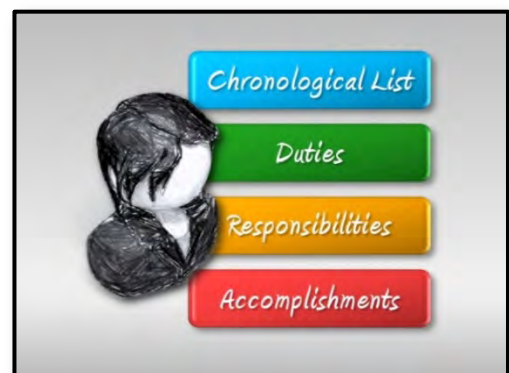 Chronological List
Duties
Responsibilities
Accomplishments